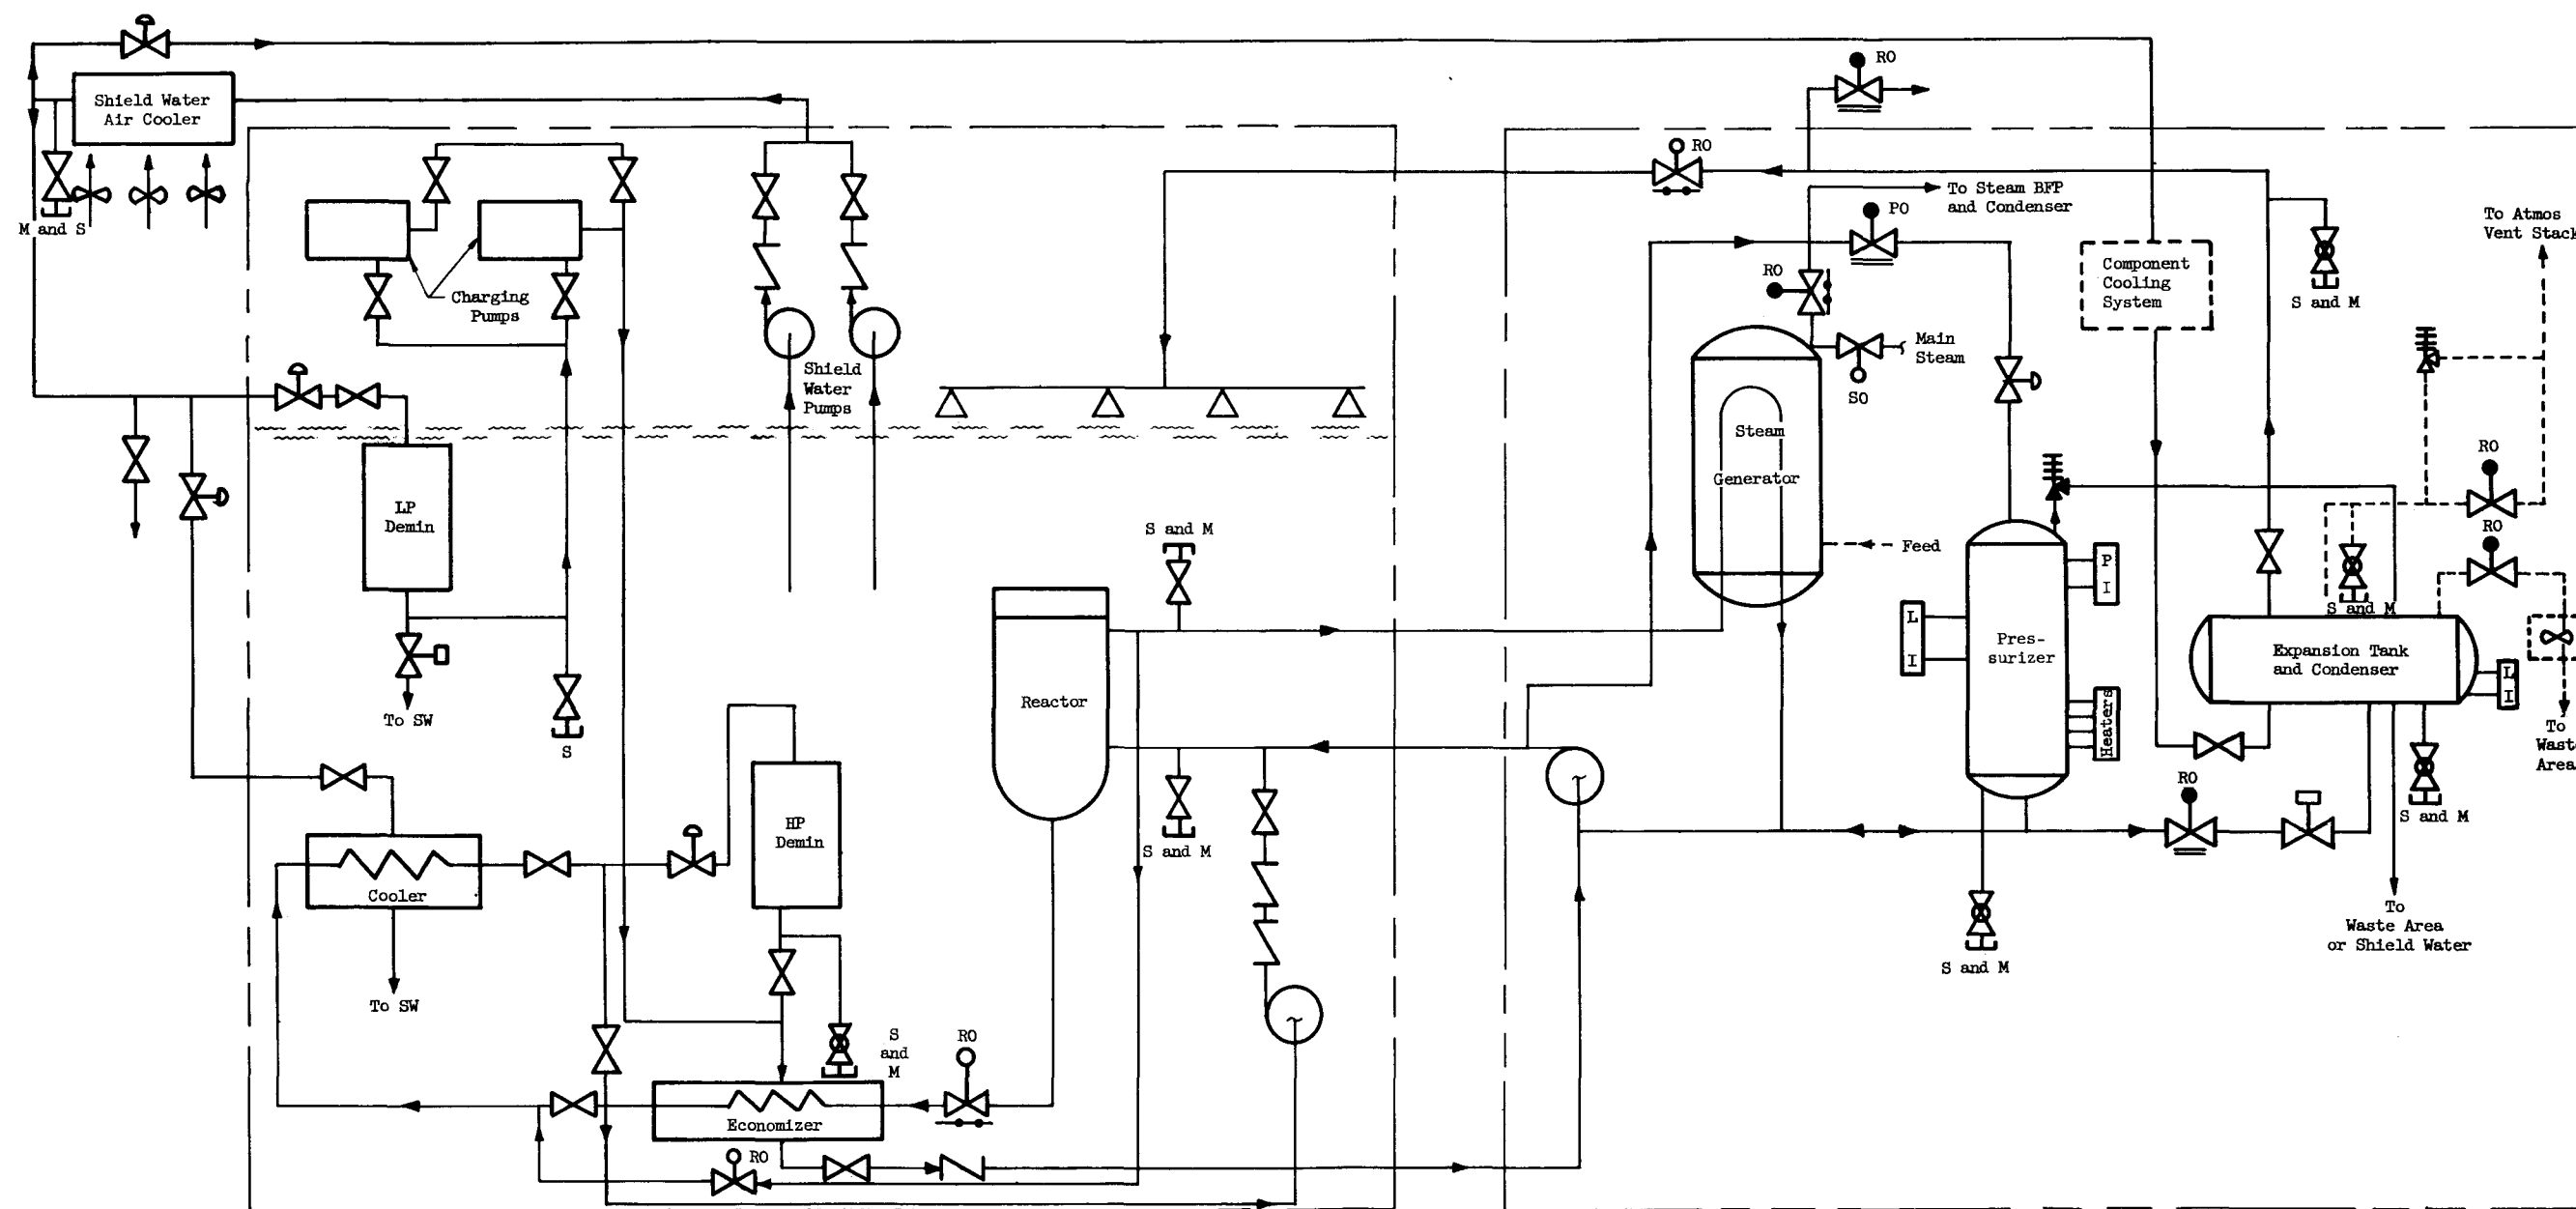 RO
Shield Water
Air Cooler
RO
To Steam BFP
and Condenser
M and S
PO
To Atmos
Vent Stack
Component
Cooling
System
RO
S and M
Charging
Pumps
Main
Steam
Shield
Water
Pumps
SO
Steam
Generator
RO
LP
Demin
S and M
RO
Feed
P
I
S and M
L
I
Pres-
surizer
Expansion Tank
and Condenser
L
I
Reactor
To SW
Heaters
S
To
Wast
Area
RO
HP
Demin
S and M
S and M
Cooler
To
Waste Area
or Shield Water
S and M
To SW
S
and
M
RO
Economizer
RO